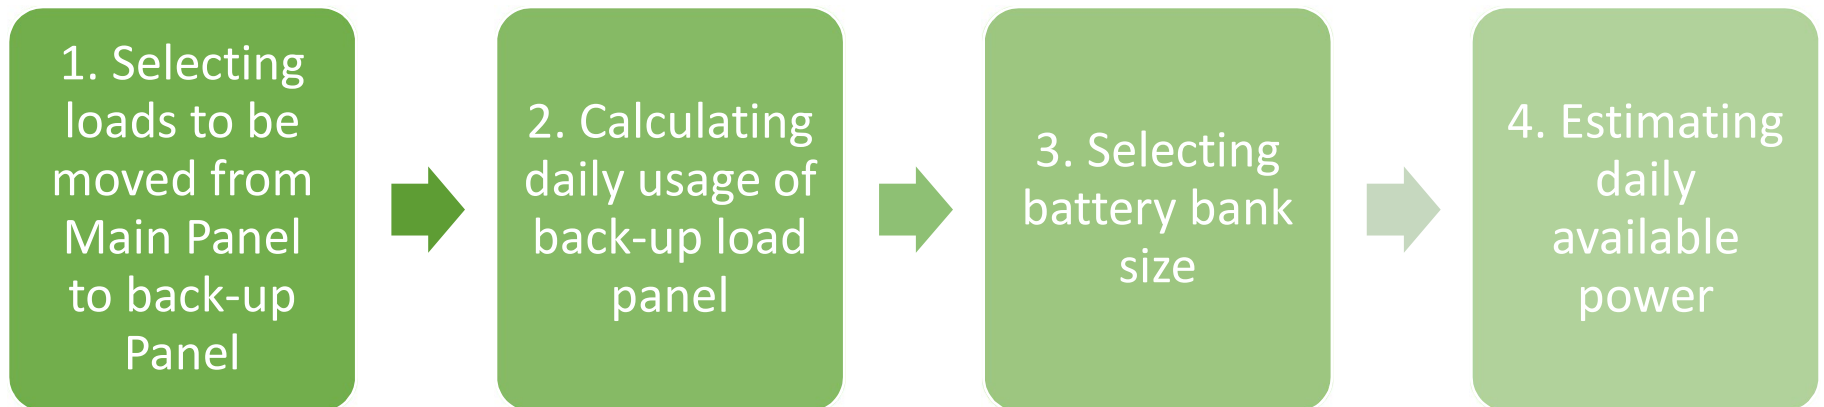 1. Selecting
loads to be
moved from
Main Panel
to back-up
Panel
2. Calculating
daily usage of
back-up load
panel
3. Selecting
battery bank
size
4. Estimating
daily
available
power